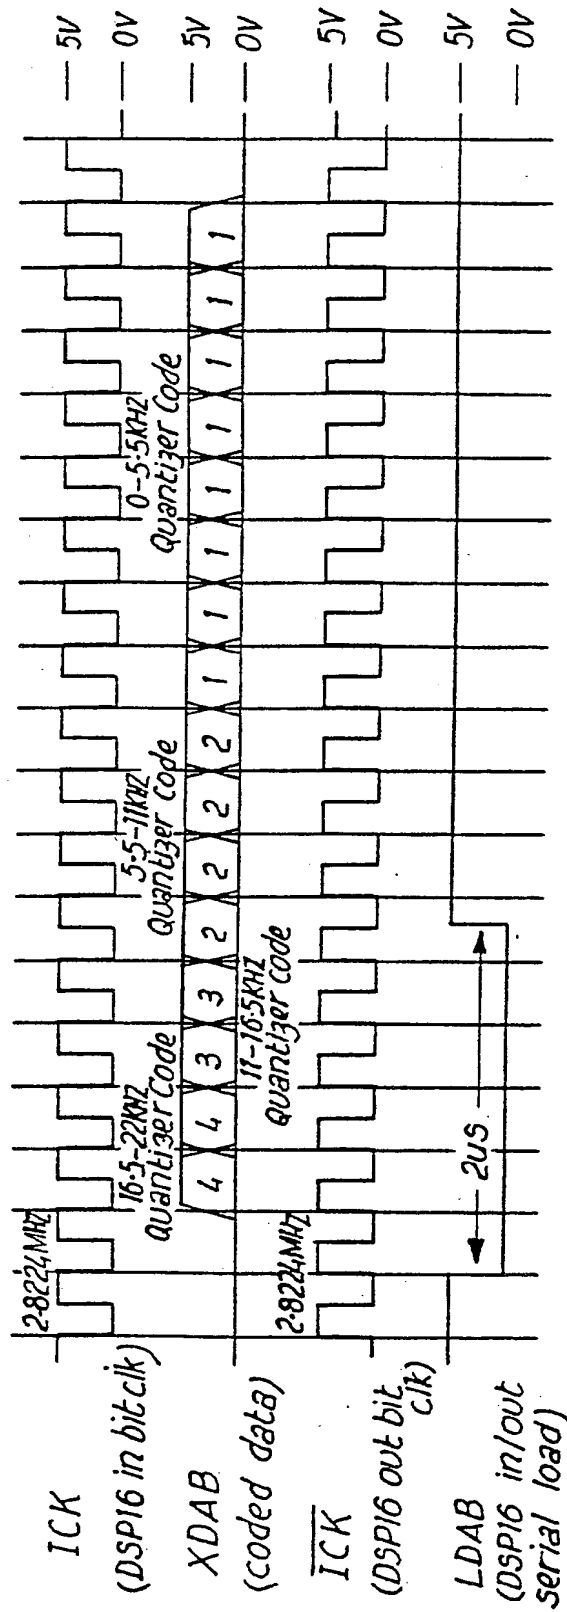 ICK
(DSP16 in bit clk)
2.8224MHZ
5V
0V
XDAB
(coded data)
16·5–22KHZ
Quantizer Code
5·5–11KHZ
Quantizer Code
0–5·5KHZ
Quantizer Code
4 4 3 3 2 2 2 2 1 1 1 1 1 1 1 1
11–16·5KHZ
Quantizer Code
5V
0V
ICK
(DSP16 out bit
clk)
2·8224MHZ
5V
0V
LDAB
(DSP16 in/out
serial load)
2us
5V
0V